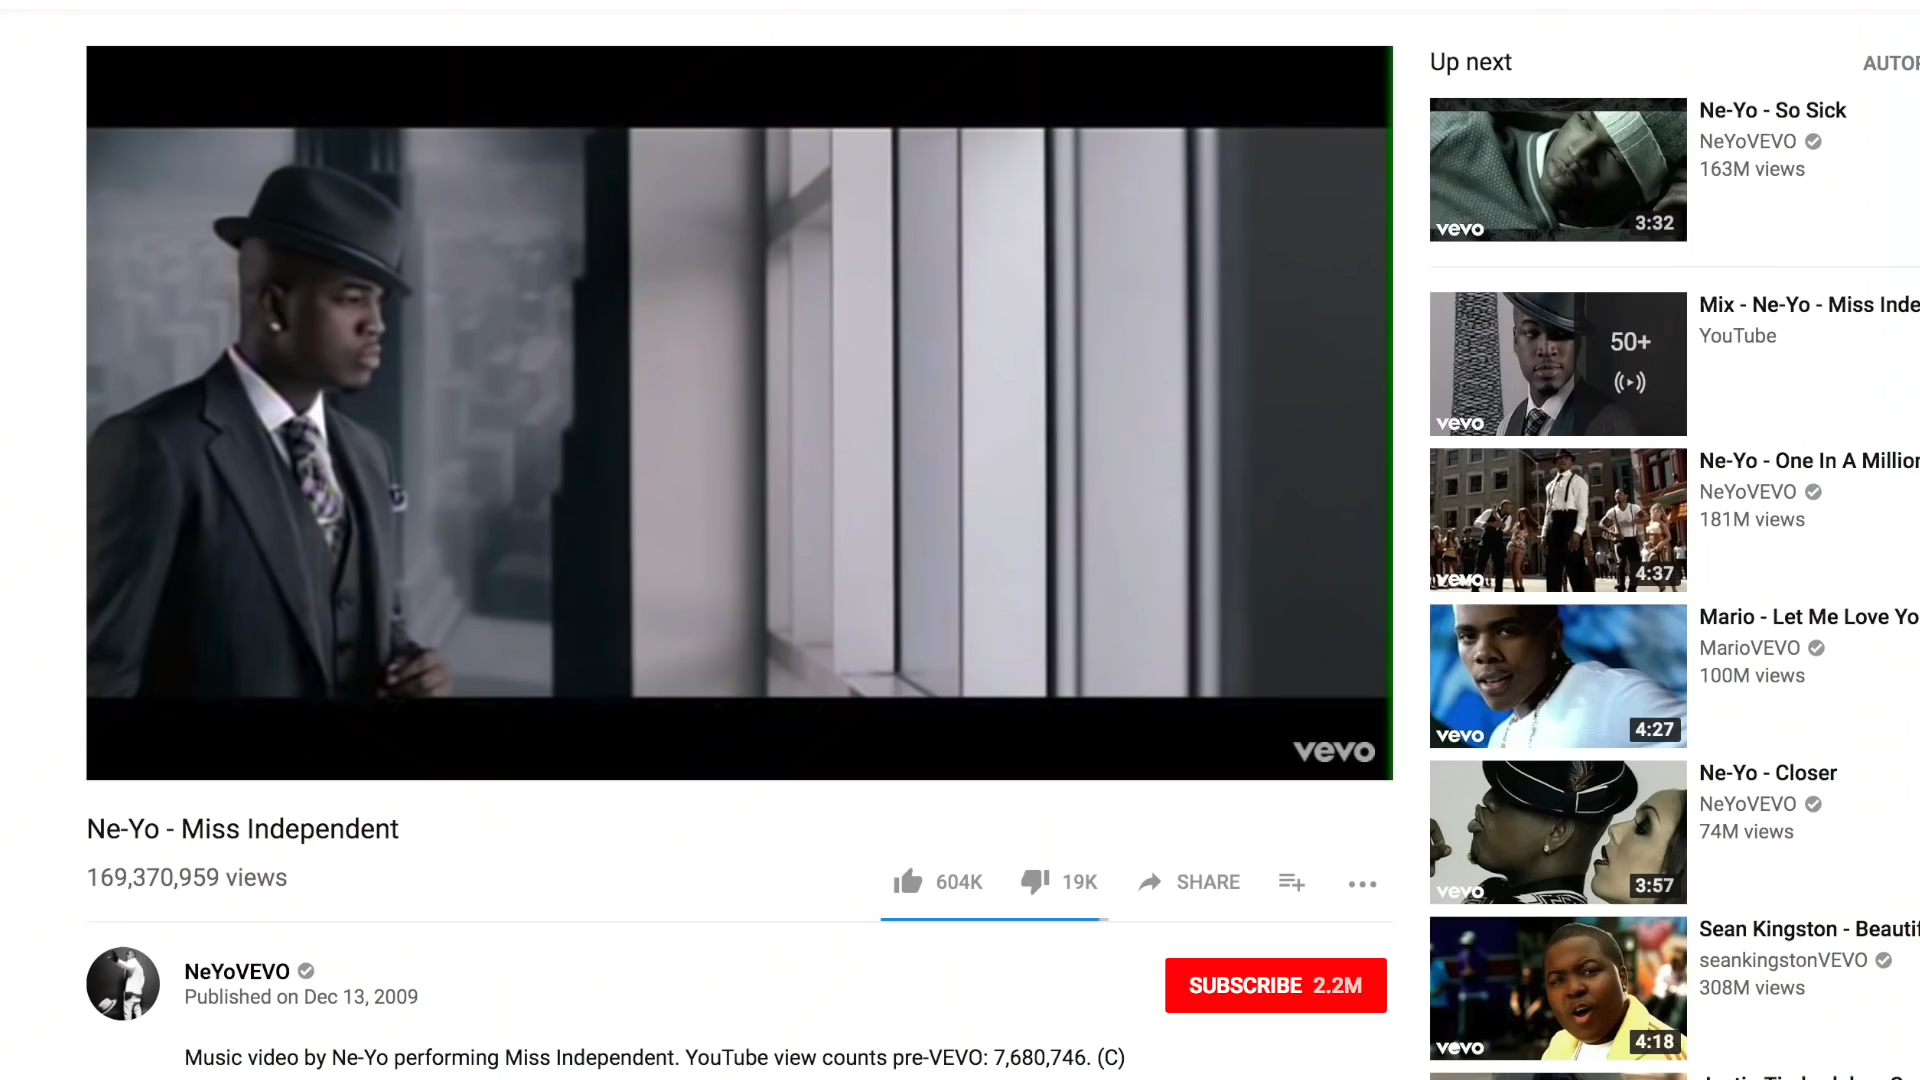 vevo
Ne-Yo - Miss Independent
169,370,959 views
604K
19K
SHARE
NeYoVEVO
Published on Dec 13, 2009
SUBSCRIBE 2.2M
Music video by Ne-Yo performing Miss Independent. YouTube view counts pre-VEVO: 7,680,746. (C)
Up next
vevo
3:32
Ne-Yo - So Sick
NeYoVEVO
163M views
50+
vevo
Mix - Ne-Yo - Miss Inde
YouTube
vevo
4:37
Ne-Yo - One In A Million
NeYoVEVO
181M views
vevo
4:27
Mario - Let Me Love Yo
MarioVEVO
100M views
vevo
3:57
Ne-Yo - Closer
NeYoVEVO
74M views
vevo
4:18
Sean Kingston - Beautif
seankingstonVEVO
308M views